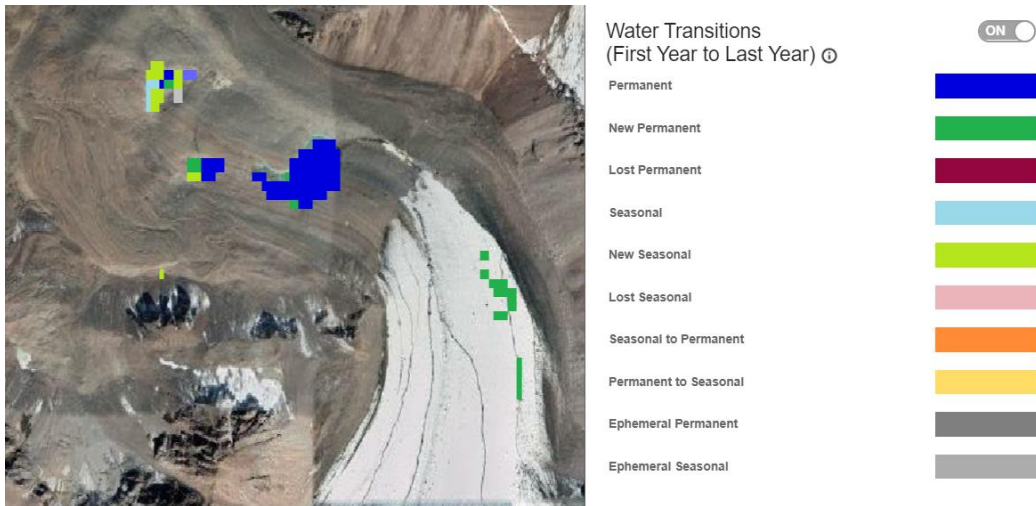 Water Transitions
(First Year to Last Year)
ON
Permanent
New Permanent
Lost Permanent
Seasonal
New Seasonal
Lost Seasonal
Seasonal to Permanent
Permanent to Seasonal
Ephemeral Permanent
Ephemeral Seasonal